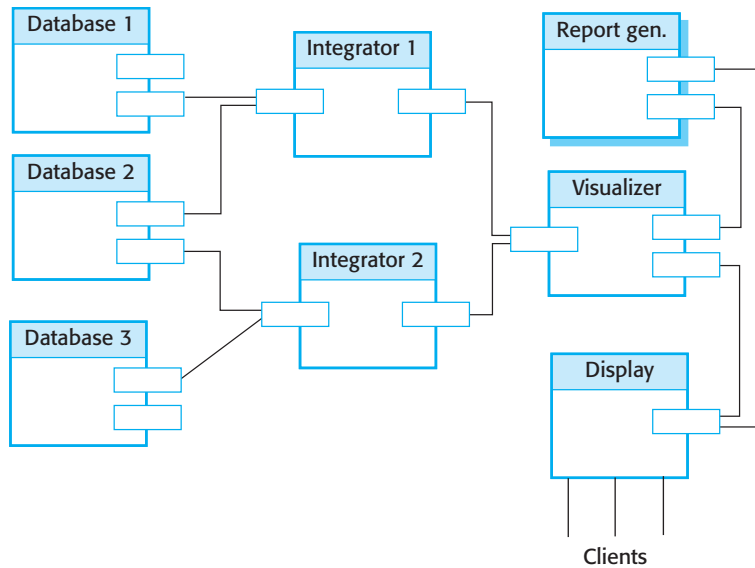 Database 1
Integrator 1
Report gen.
Database 2
Visualizer
Integrator 2
Database 3
Display
Clients